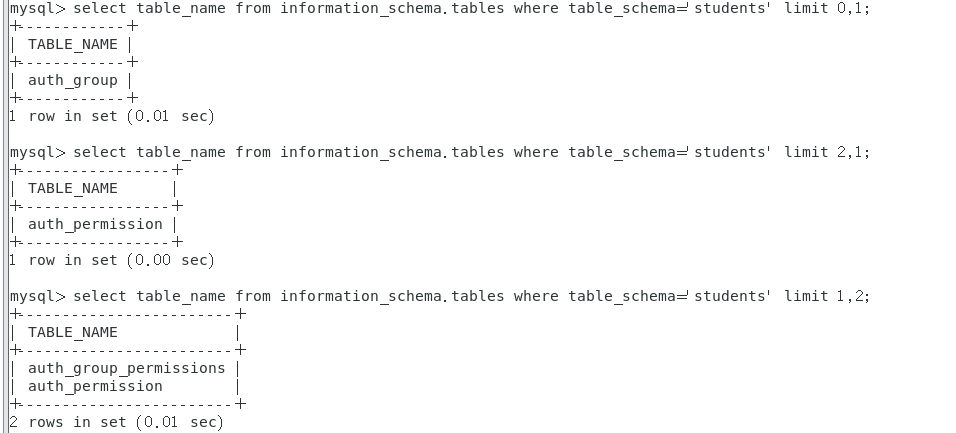 mysql> select table_name from information_schema.tables where table_schema='students' limit 0,1;
+------------+
| TABLE_NAME |
+------------+
| auth_group |
+------------+
1 row in set (0.01 sec)
mysql> select table_name from information_schema.tables where table_schema='students' limit 2,1;
+-----------------+
| TABLE_NAME      |
+-----------------+
| auth_permission |
+-----------------+
1 row in set (0.00 sec)
mysql> select table_name from information_schema.tables where table_schema='students' limit 1,2;
+------------------------+
| TABLE_NAME             |
+------------------------+
| auth_group_permissions |
| auth_permission        |
+------------------------+
2 rows in set (0.01 sec)